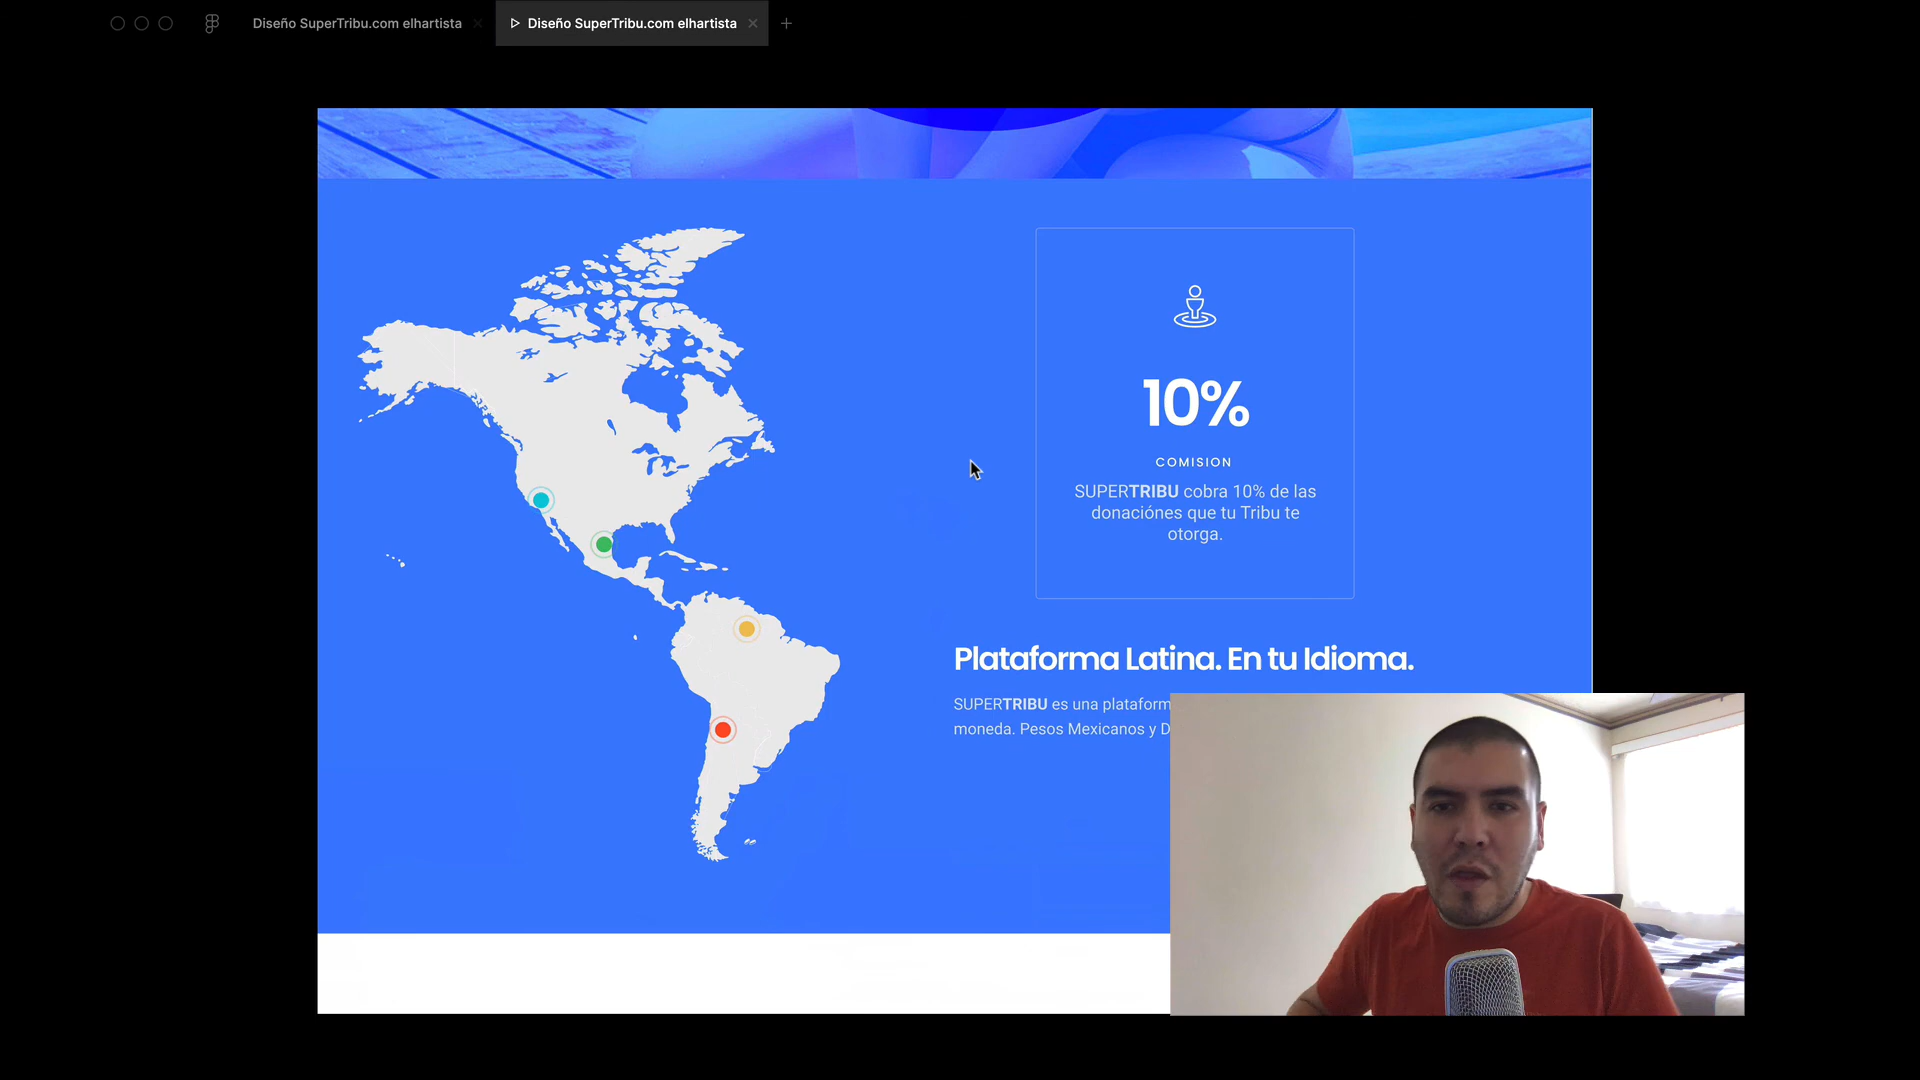 Diseño SuperTribu.com elhartista
Diseño SuperTribu.com elhartista
10%
COMISION
SUPERTRIBU cobra 10% de las
donaciónes que tu Tribu te
otorga.
Plataforma Latina. En tu Idioma.
SUPERTRIBU es una plataform
moneda. Pesos Mexicanos y D